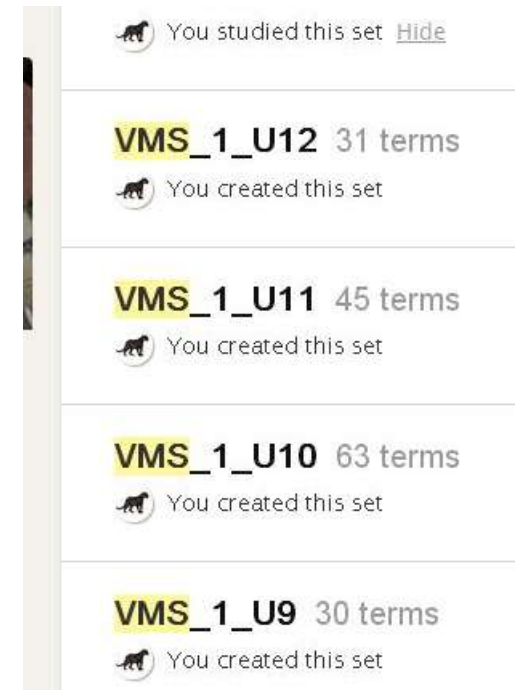 You studied this set Hide
VMS_1_U12 31 terms
You created this set
VMS_1_U11 45 terms
You created this set
VMS_1_U10 63 terms
You created this set
VMS_1_U9 30 terms
You created this set